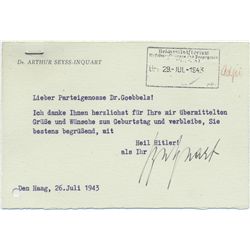 Dr. ARTHUR SEYSS-INQUART
29. JUL. 1943
Lieber Parteigenosse Dr.Goebbels!
Ich danke Ihnen herzlichst für Ihre mir übermittelten
Grüße und Wünsche zum Geburtstag und verbleibe, Sie
bestens begrüßend, mit
Heil Hitler!
als Ihr
Den Haag, 26.Juli 1943